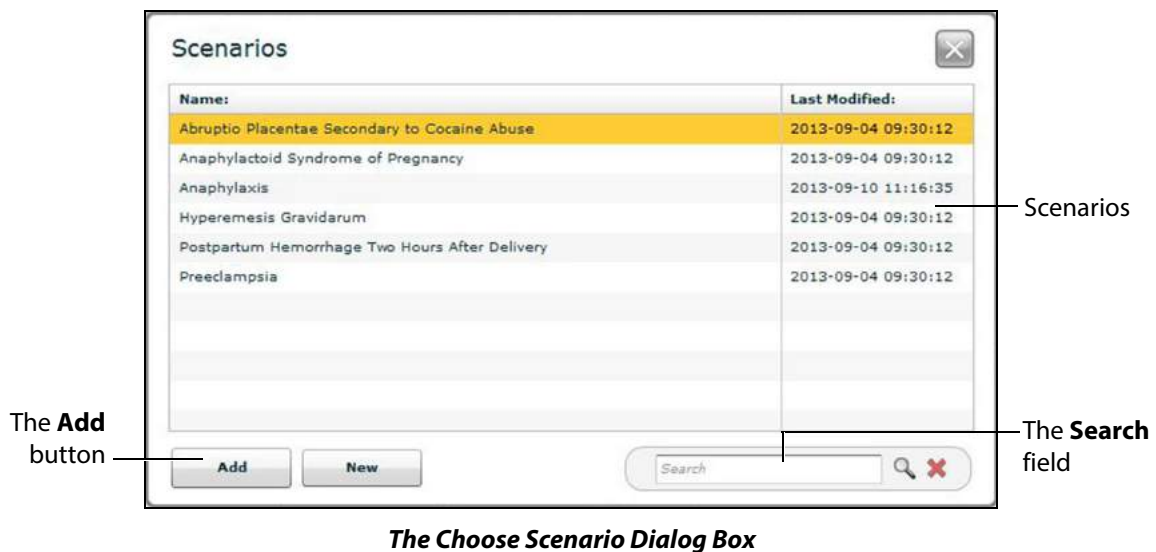 Scenarios
Name: Last Modified:
Abruptio Placentae Secondary to Cocaine Abuse 2013-09-04 09:30:12
Anaphylactoid Syndrome of Pregnancy 2013-09-04 09:30:12
Anaphylaxis 2013-09-10 11:16:35
Hyperemesis Gravidarum 2013-09-04 09:30:12
Postpartum Hemorrhage Two Hours After Delivery 2013-09-04 09:30:12
Preeclampsia 2013-09-04 09:30:12
Scenarios
The Add
button
Add New Search
The Search
field
The Choose Scenario Dialog Box